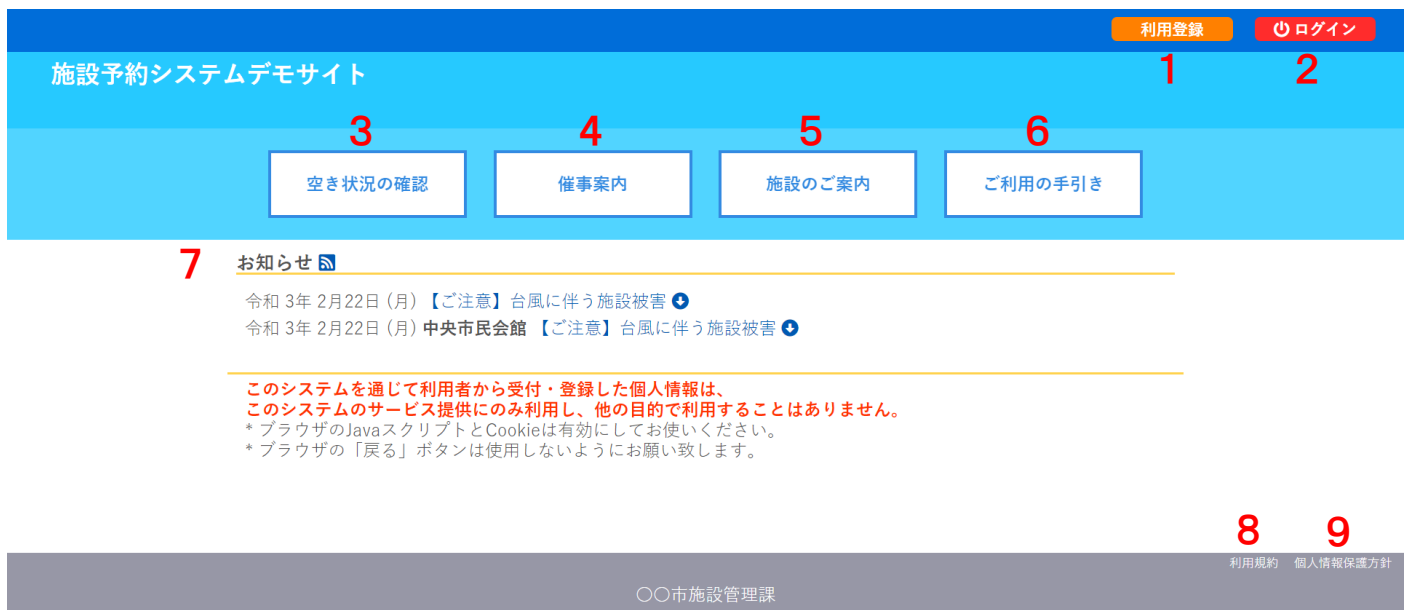 利用登録 ログイン
1 2
施設予約システムデモサイト
3 4 5 6
空き状況の確認 催事案内 施設のご案内 ご利用の手引き
7 お知らせ
令和 3年 2月22日 (月) 【ご注意】台風に伴う施設被害
令和 3年 2月22日 (月) 中央市民会館 【ご注意】台風に伴う施設被害
このシステムを通じて利用者から受付・登録した個人情報は、
このシステムのサービス提供にのみ利用し、他の目的で利用することはありません。
* ブラウザのJavaスクリプトとCookieは有効にしてお使いください。
* ブラウザの「戻る」ボタンは使用しないようにお願い致します。
8 9
利用規約 個人情報保護方針
〇〇市施設管理課